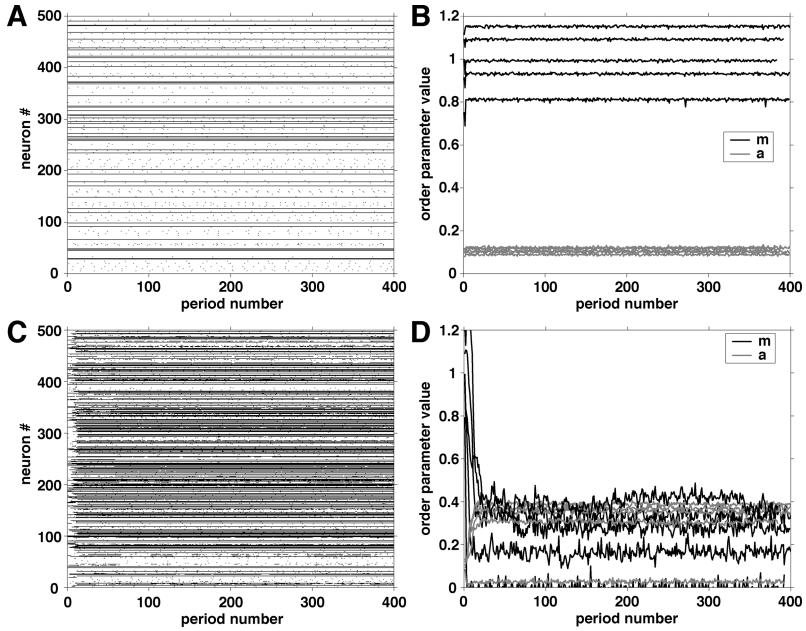 A
500
400
300
200
100
0
neuron #
0 100 200 300 400
period number
B
1.2
1
0.8
0.6
0.4
0.2
0
order parameter value
m
a
0 100 200 300 400
period number
C
500
400
300
200
100
0
neuron #
0 100 200 300 400
period number
D
1.2
1
0.8
0.6
0.4
0.2
0
order parameter value
m
a
0 100 200 300 400
period number